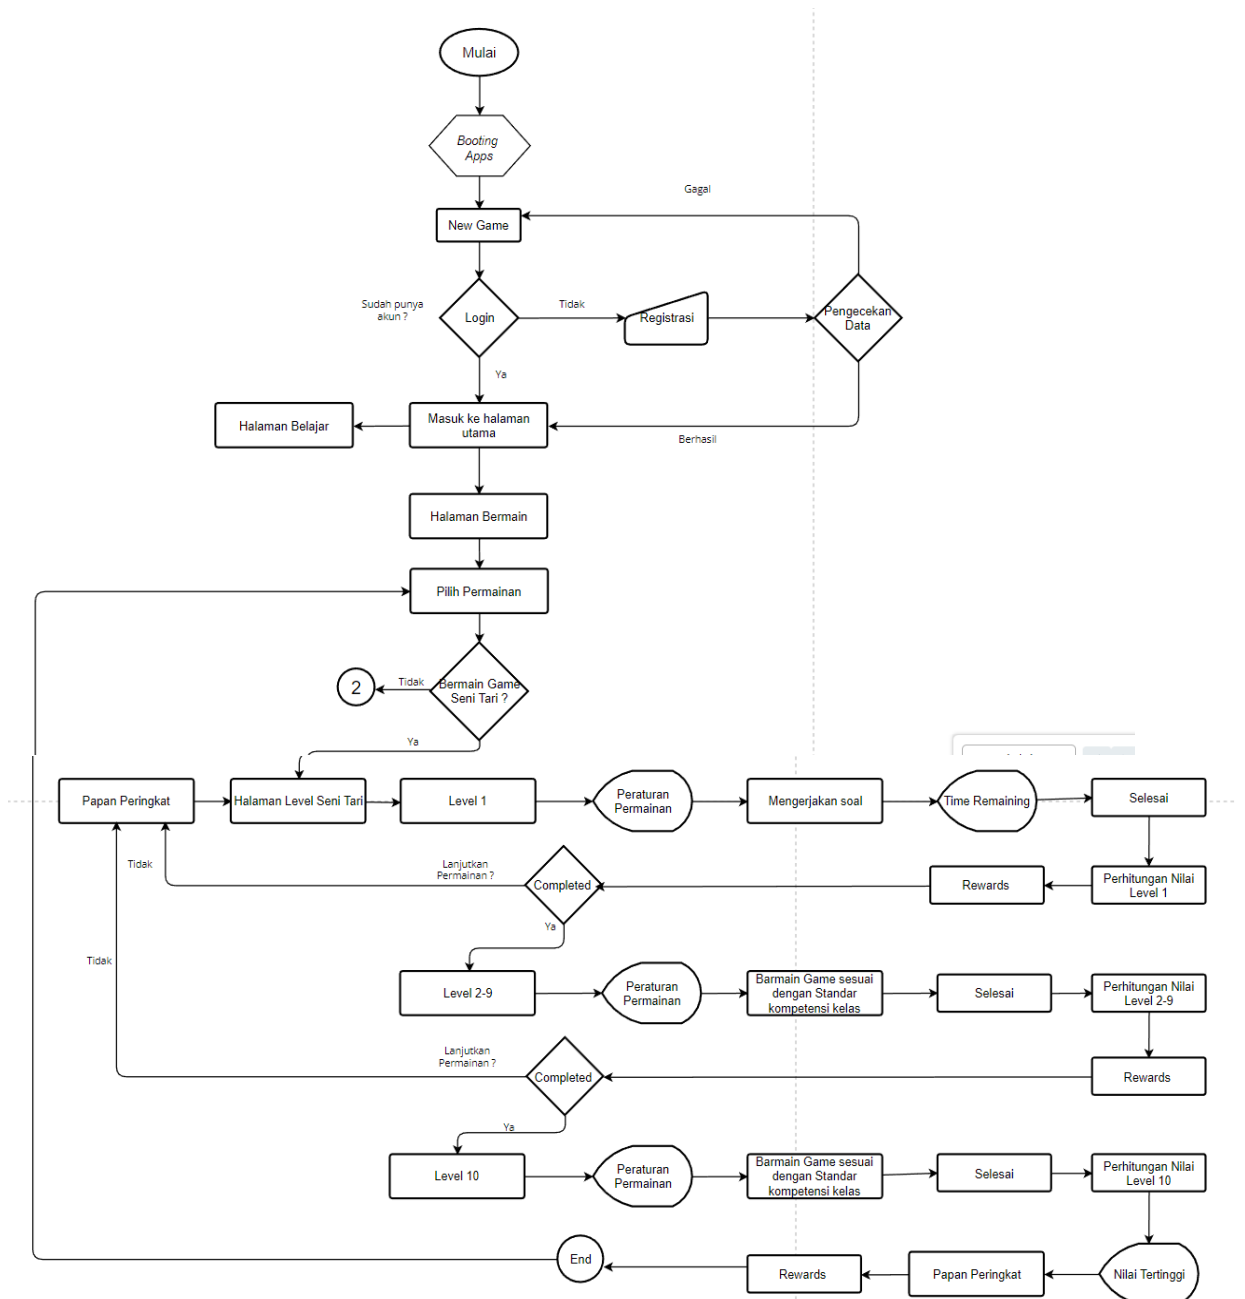 Mulai
Booting
Apps
Gagal
New Game
Sudah punya
akun ?
Login
Tidak
Registrasi
Pengecekan
Data
Ya
Halaman Belajar
Masuk ke halaman
utama
Berhasil
Halaman Bermain
Pilih Permainan
2
Tidak
Bermain Game
Seni Tari ?
Ya
Papan Peringkat
Halaman Level Seni Tari
Level 1
Peraturan
Permainan
Mengerjakan soal
Time Remaining
Selesai
Tidak
Lanjutkan
Permainan ?
Completed
Rewards
Perhitungan Nilai
Level 1
Ya
Tidak
Level 2-9
Peraturan
Permainan
Barmain Game sesuai
dengan Standar
kompetensi kelas
Selesai
Perhitungan Nilai
Level 2-9
Lanjutkan
Permainan ?
Completed
Rewards
Ya
Level 10
Peraturan
Permainan
Barmain Game sesuai
dengan Standar
kompetensi kelas
Selesai
Perhitungan Nilai
Level 10
End
Rewards
Papan Peringkat
Nilai Tertinggi